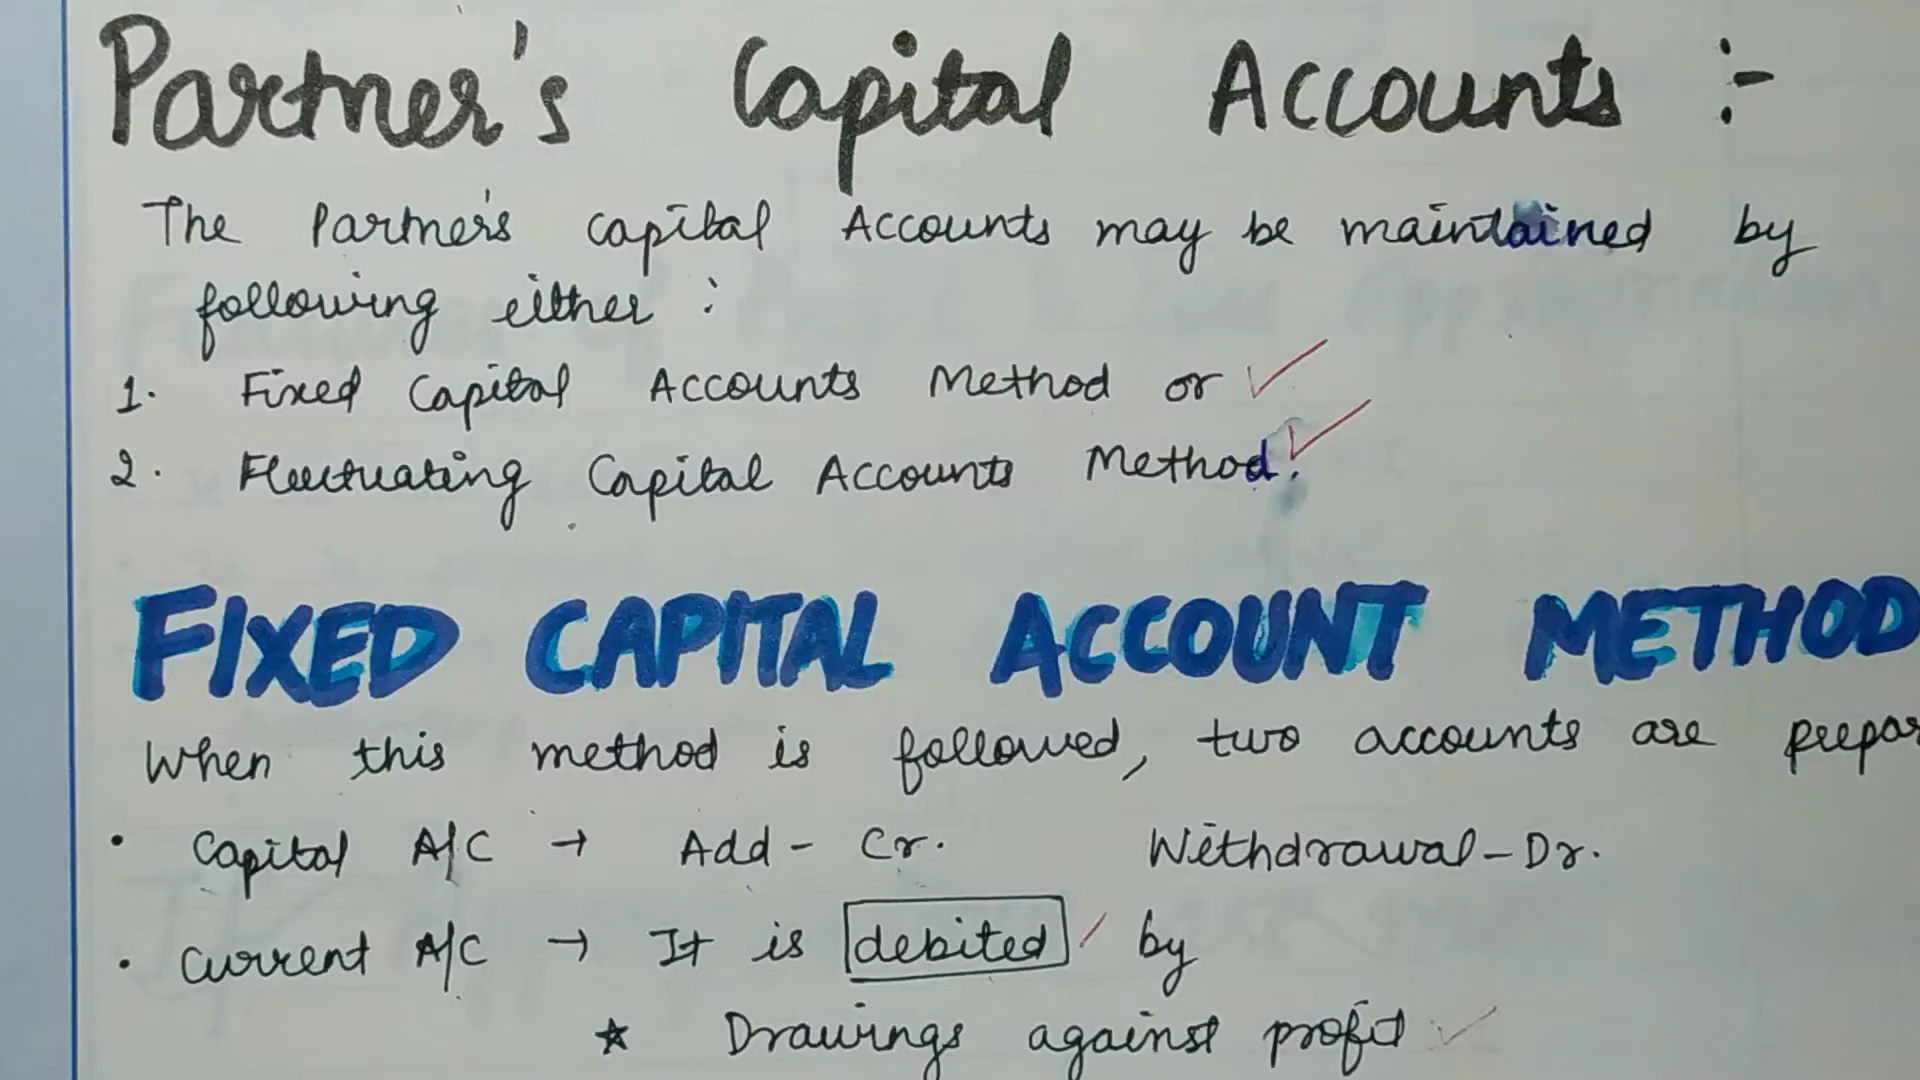 Partner's Capital Accounts :-
The Partner's capital Accounts may be maintained by
following either :
1. Fixed Capital Accounts Method or ✓
2. Fluctuating Capital Accounts Method. ✓
FIXED CAPITAL ACCOUNT METHOD
When this method is followed, two accounts are prepar
• Capital A/C → Add - Cr. Withdrawal - Dr.
• Current A/C → It is debited ✓ by
★ Drawings against profit ✓